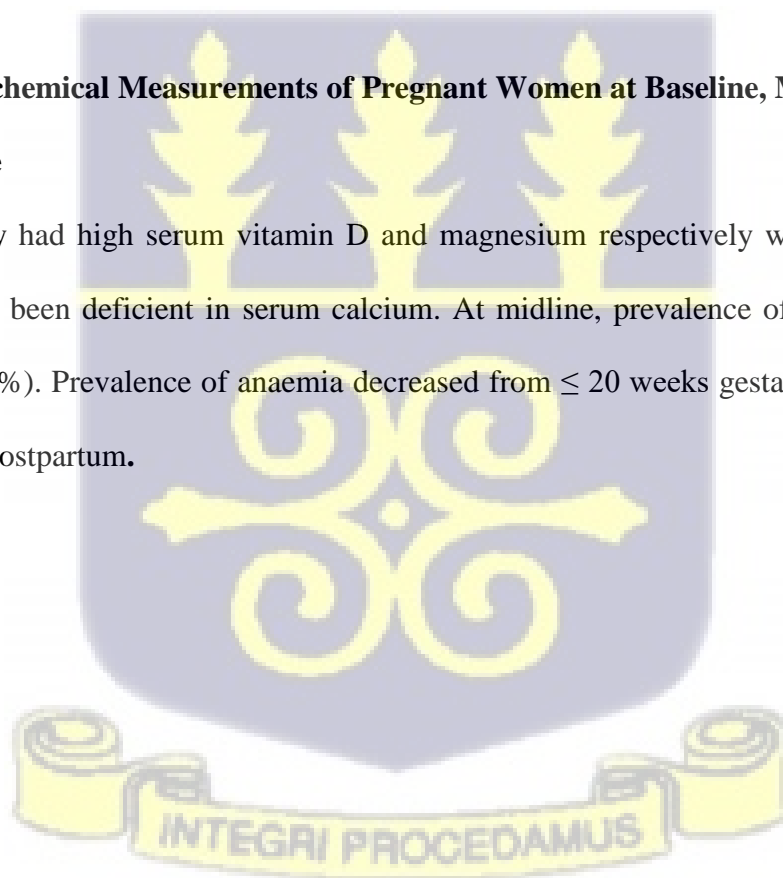 chemical Measurements of Pregnant Women at Baseline,
had high serum vitamin D and magnesium respectively
been deficient in serum calcium. At midline, prevalence of
%). Prevalence of anaemia decreased from ≤ 20 weeks
ostpartum.
INTEGRI PROCEDAMUS